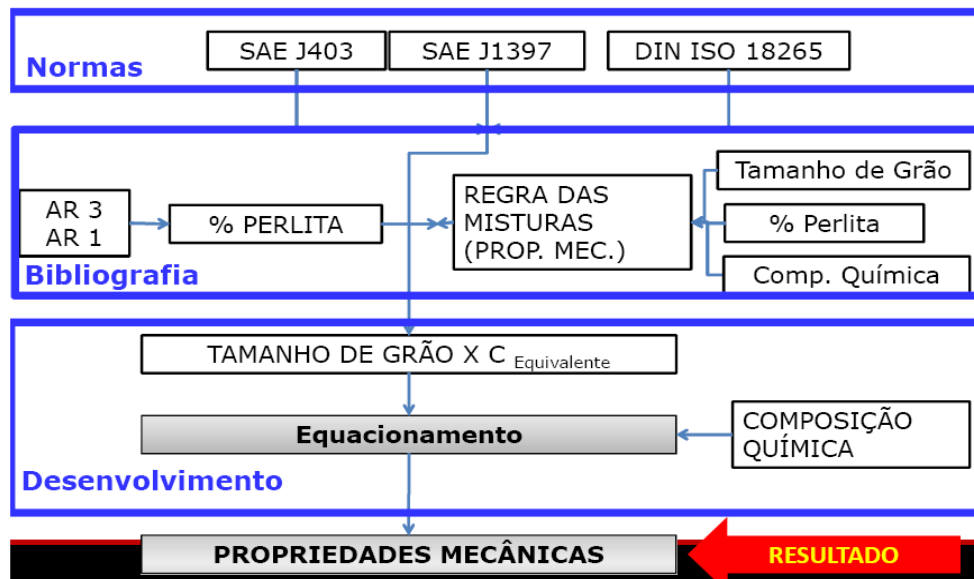 SAE J403
SAE J1397
DIN ISO 18265
Normas
AR 3
AR 1
% PERLITA
REGRA DAS
MISTURAS
(PROP. MEC.)
Tamanho de Grão
% Perlita
Comp. Química
Bibliografia
TAMANHO DE GRÃO X C Equivalente
Equacionamento
COMPOSIÇÃO
QUÍMICA
Desenvolvimento
PROPRIEDADES MECÂNICAS
RESULTADO